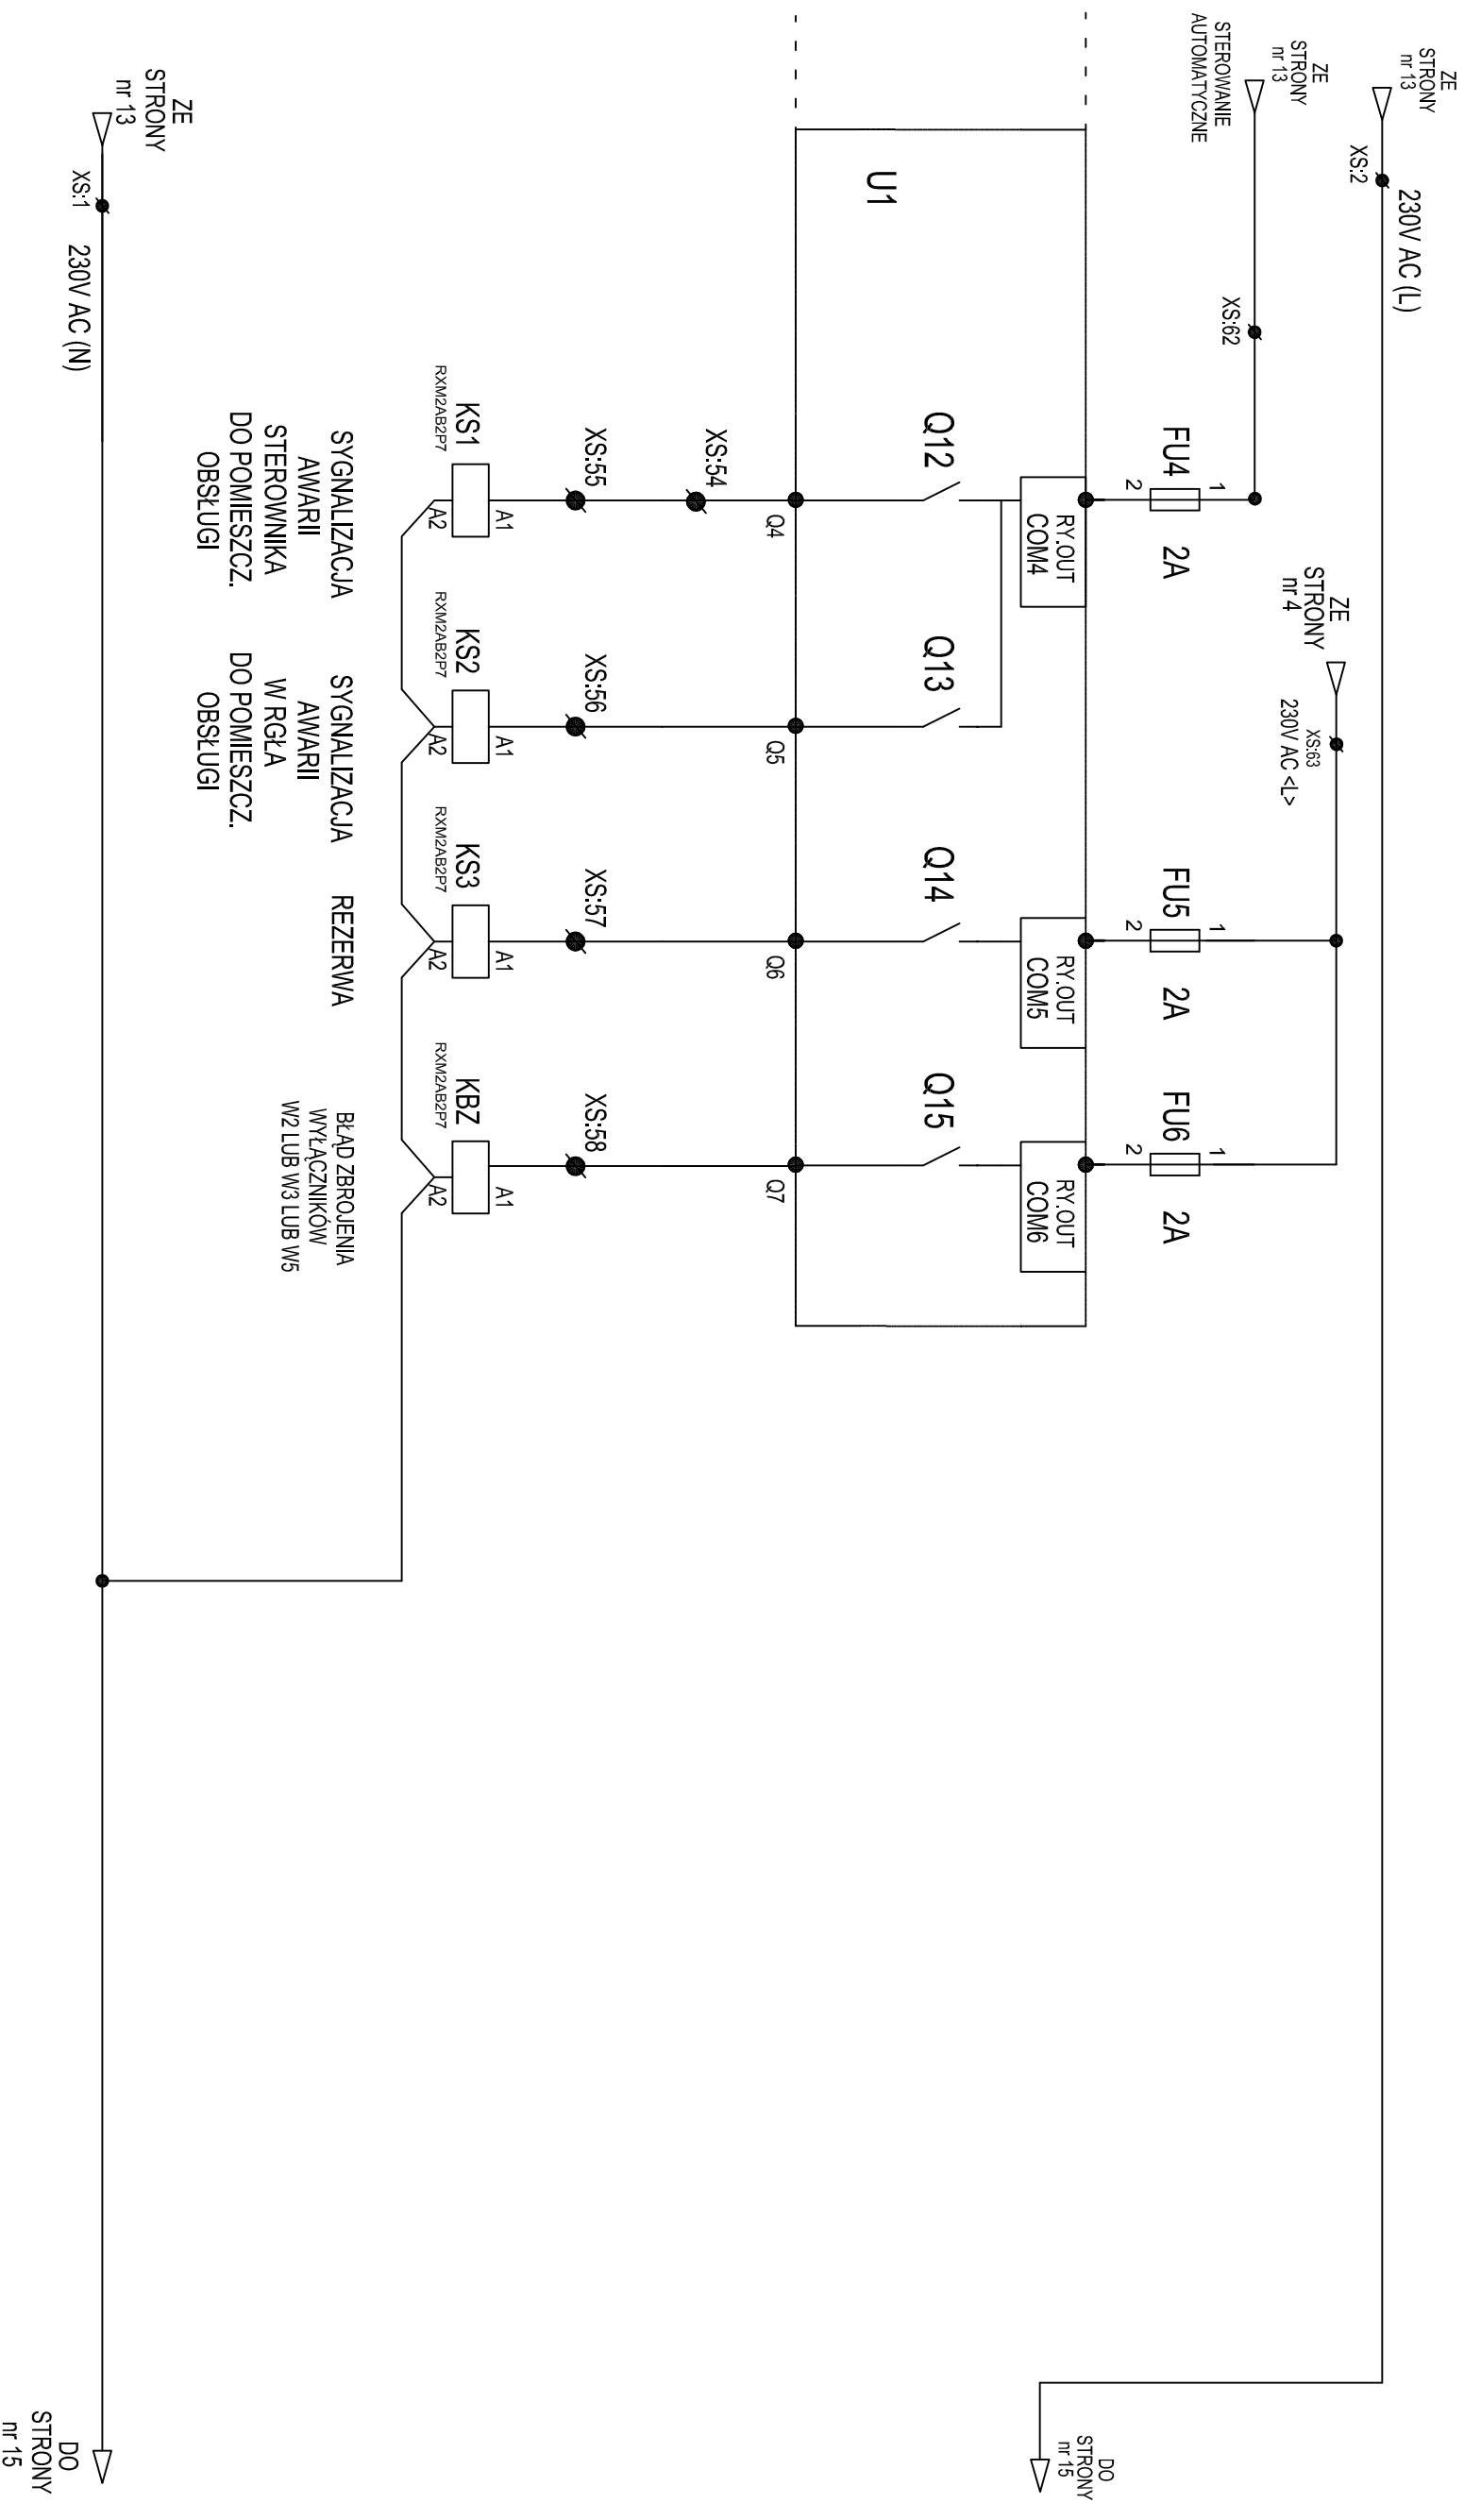 ZE
STRONY
nr 13
XS:2
230V AC (L)
ZE
STRONY
nr 13
STEROWANIE
AUTOMATYCZNE
XS:62
ZE
STRONY
nr 4
XS:63
230V AC <L>
FU4
1
2
2A
FU5
1
2
2A
FU6
1
2
2A
U1
RY.OUT
COM4
RY.OUT
COM5
RY.OUT
COM6
Q12
Q13
Q14
Q15
Q4
Q5
Q6
Q7
XS:54
XS:55
XS:56
XS:57
XS:58
KS1
RXM2AB2P7
A1
A2
KS2
RXM2AB2P7
A1
A2
KS3
RXM2AB2P7
A1
A2
KBZ
RXM2AB2P7
A1
A2
SYGNALIZACJA
AWARII
STEROWNIKA
DO POMIESZCZ.
OBSŁUGI
SYGNALIZACJA
AWARII
W RGŁA
DO POMIESZCZ.
OBSŁUGI
REZERWA
BŁĄD ZBROJENIA
WYŁĄCZNIKÓW
W2 LUB W3 LUB W5
ZE
STRONY
nr 13
XS:1
230V AC (N)
DO
STRONY
nr 15
DO
STRONY
nr 15